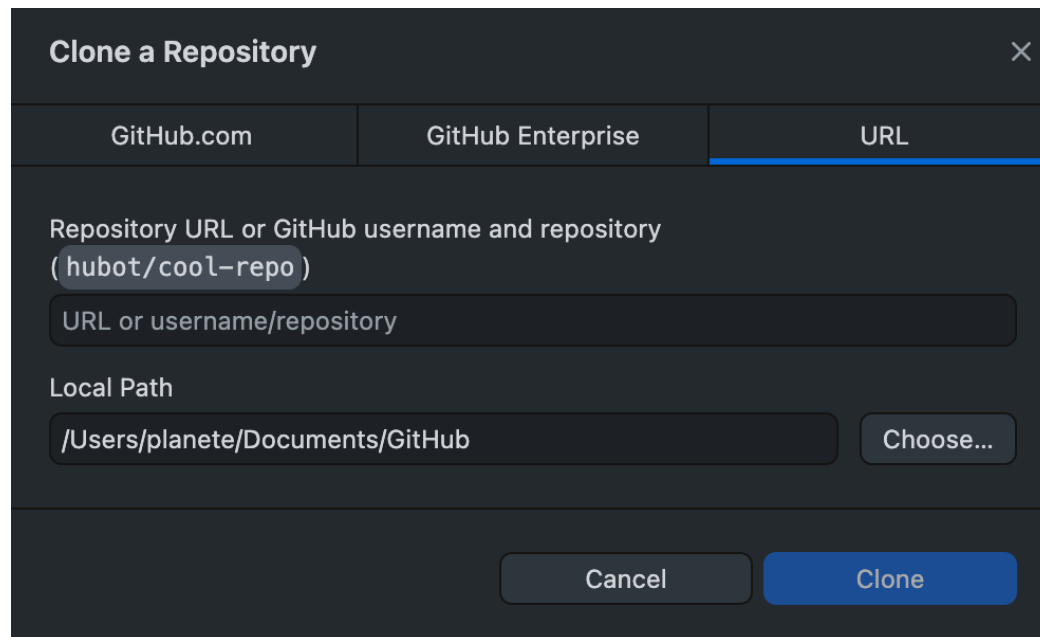 Clone a Repository
GitHub.com
GitHub Enterprise
URL
Repository URL or GitHub username and repository
(hubot/cool-repo)
URL or username/repository
Local Path
/Users/planete/Documents/GitHub
Choose...
Cancel
Clone